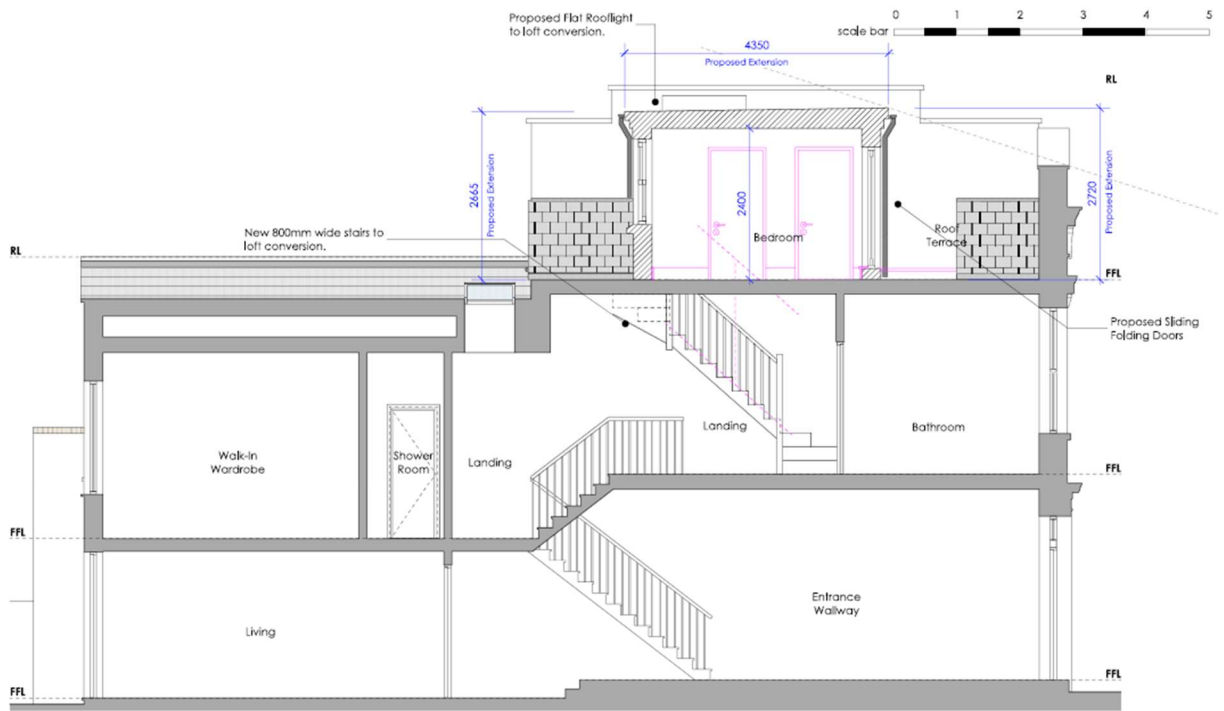 Proposed Flat Rooflight
to loft conversion.
scale bar
0 1 2 3 4 5
4350
Proposed Extension
RL
2665
Proposed Extension
2400
2720
Proposed Extension
New 800mm wide stairs to
loft conversion.
Bedroom
Roof
Terrace
RL
FFL
Proposed Sliding
Folding Doors
Walk-In
Wardrobe
Shower
Room
Landing
Landing
Bathroom
FFL
FFL
Living
Entrance
Wallway
FFL
FFL